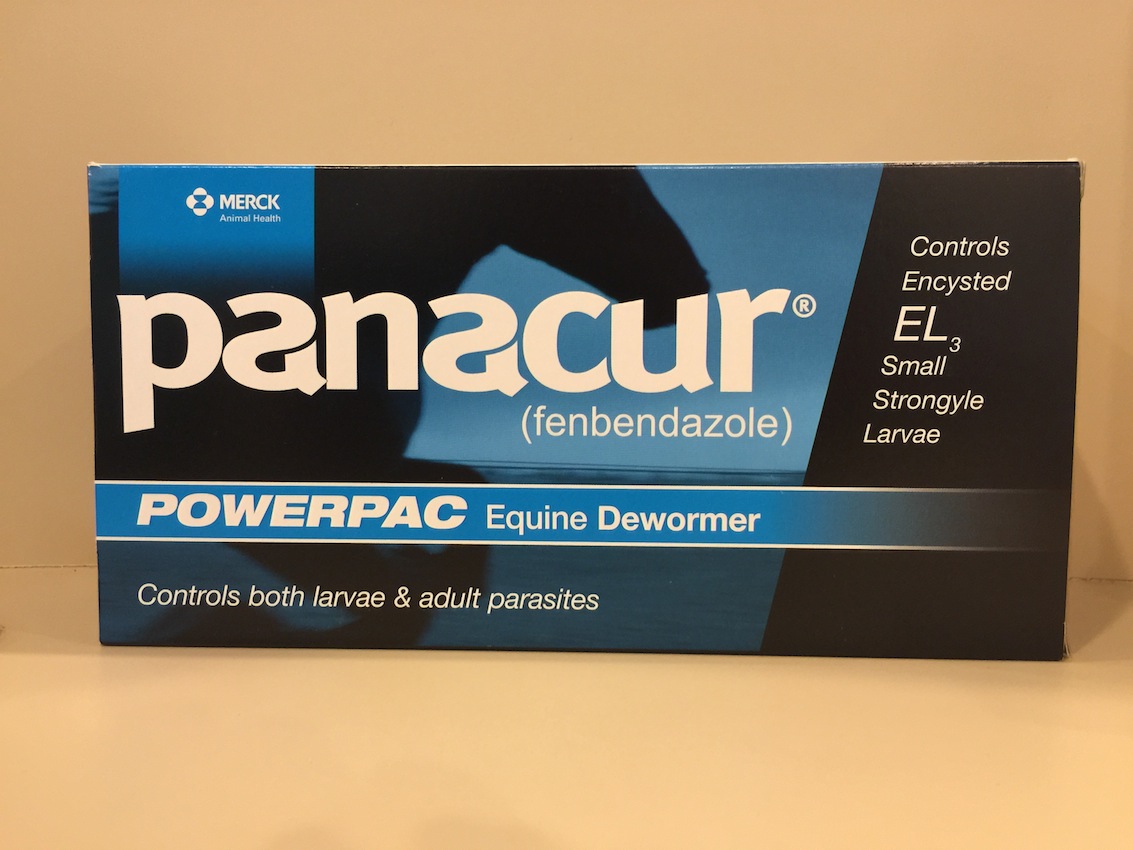 MERCK
Animal Health
panacur®
(fenbendazole)
Controls
Encysted
EL3
Small
Strongyle
Larvae
POWERPAC Equine Dewormer
Controls both larvae & adult parasites